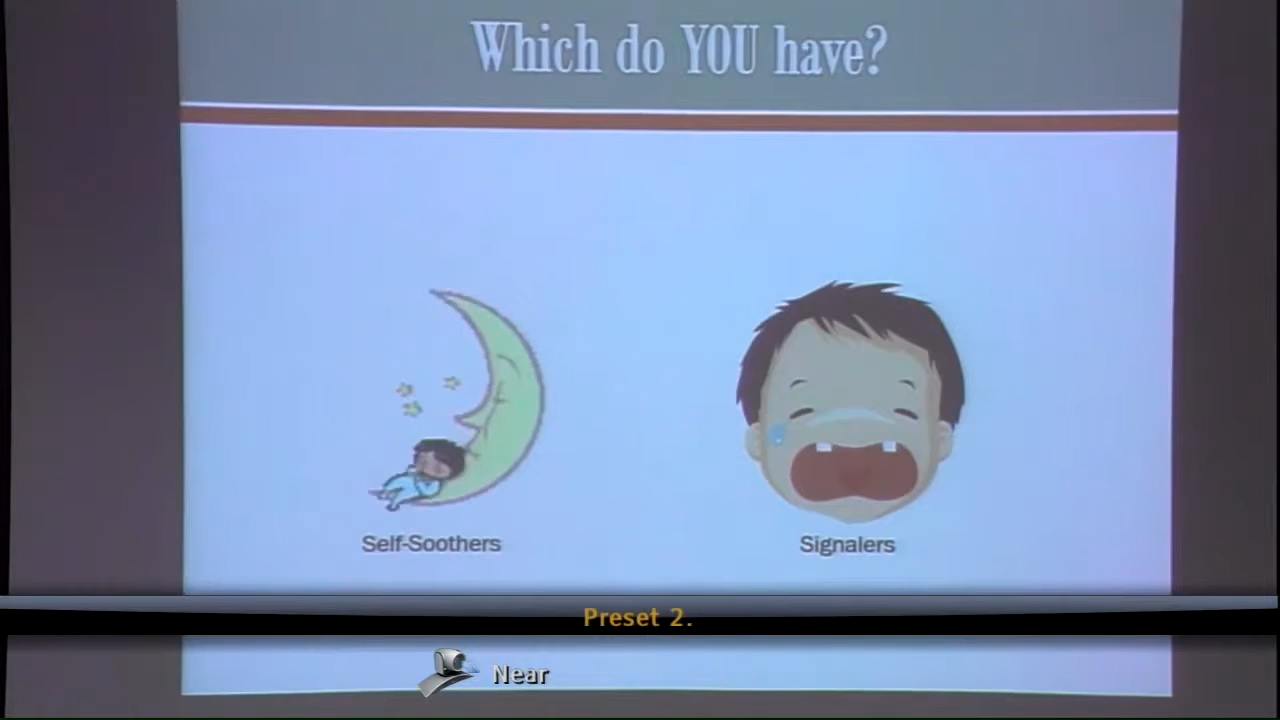 Which do YOU have?
Self-Soothers
Signalers
Preset 2.
Near